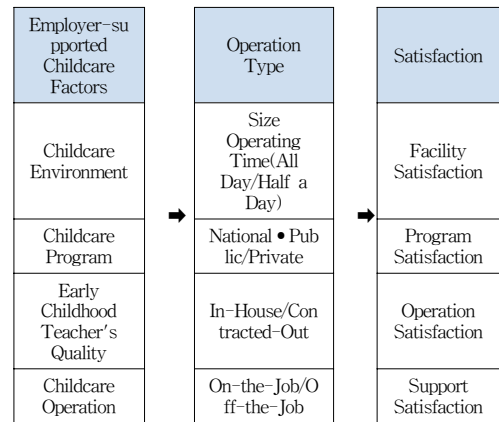 Employer-su
pported
Childcare
Factors
Childcare
Environment
Childcare
Program
Early
Childhood
Teacher's
Quality
Childcare
Operation
➡
Operation
Type
Size
Operating
Time(All
Day/Half a
Day)
National • Pub
lic/Private
In-House/Con
tracted-Out
On-the-Job/O
ff-the-Job
➡
Satisfaction
Facility
Satisfaction
Program
Satisfaction
Operation
Satisfaction
Support
Satisfaction